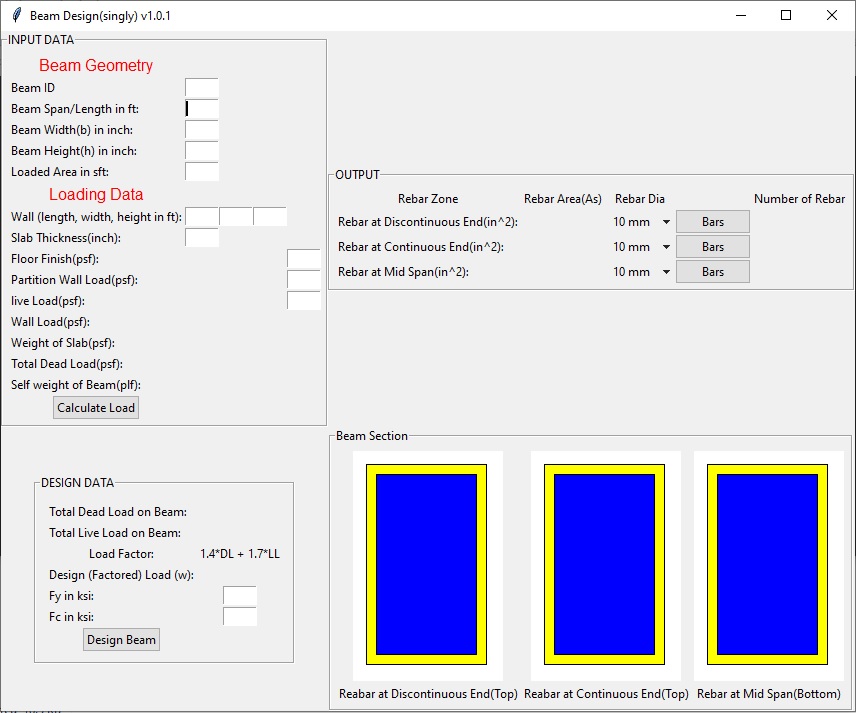 Beam Design(singly) v1.0.1
INPUT DATA
Beam Geometry
Beam ID
Beam Span/Length in ft:
Beam Width(b) in inch:
Beam Height(h) in inch:
Loaded Area in sft:
Loading Data
Wall (length, width, height in ft):
Slab Thickness(inch):
Floor Finish(psf):
Partition Wall Load(psf):
live Load(psf):
Wall Load(psf):
Weight of Slab(psf):
Total Dead Load(psf):
Self weight of Beam(plf):
Calculate Load
DESIGN DATA
Total Dead Load on Beam:
Total Live Load on Beam:
Load Factor: 1.4*DL + 1.7*LL
Design (Factored) Load (w):
Fy in ksi:
Fc in ksi:
Design Beam
OUTPUT
Rebar Zone Rebar Area(As) Rebar Dia Number of Rebar
Rebar at Discontinuous End(in^2): 10 mm Bars
Rebar at Continuous End(in^2): 10 mm Bars
Rebar at Mid Span(in^2): 10 mm Bars
Beam Section
Reabar at Discontinuous End(Top) Reabar at Continuous End(Top) Reabar at Mid Span(Bottom)